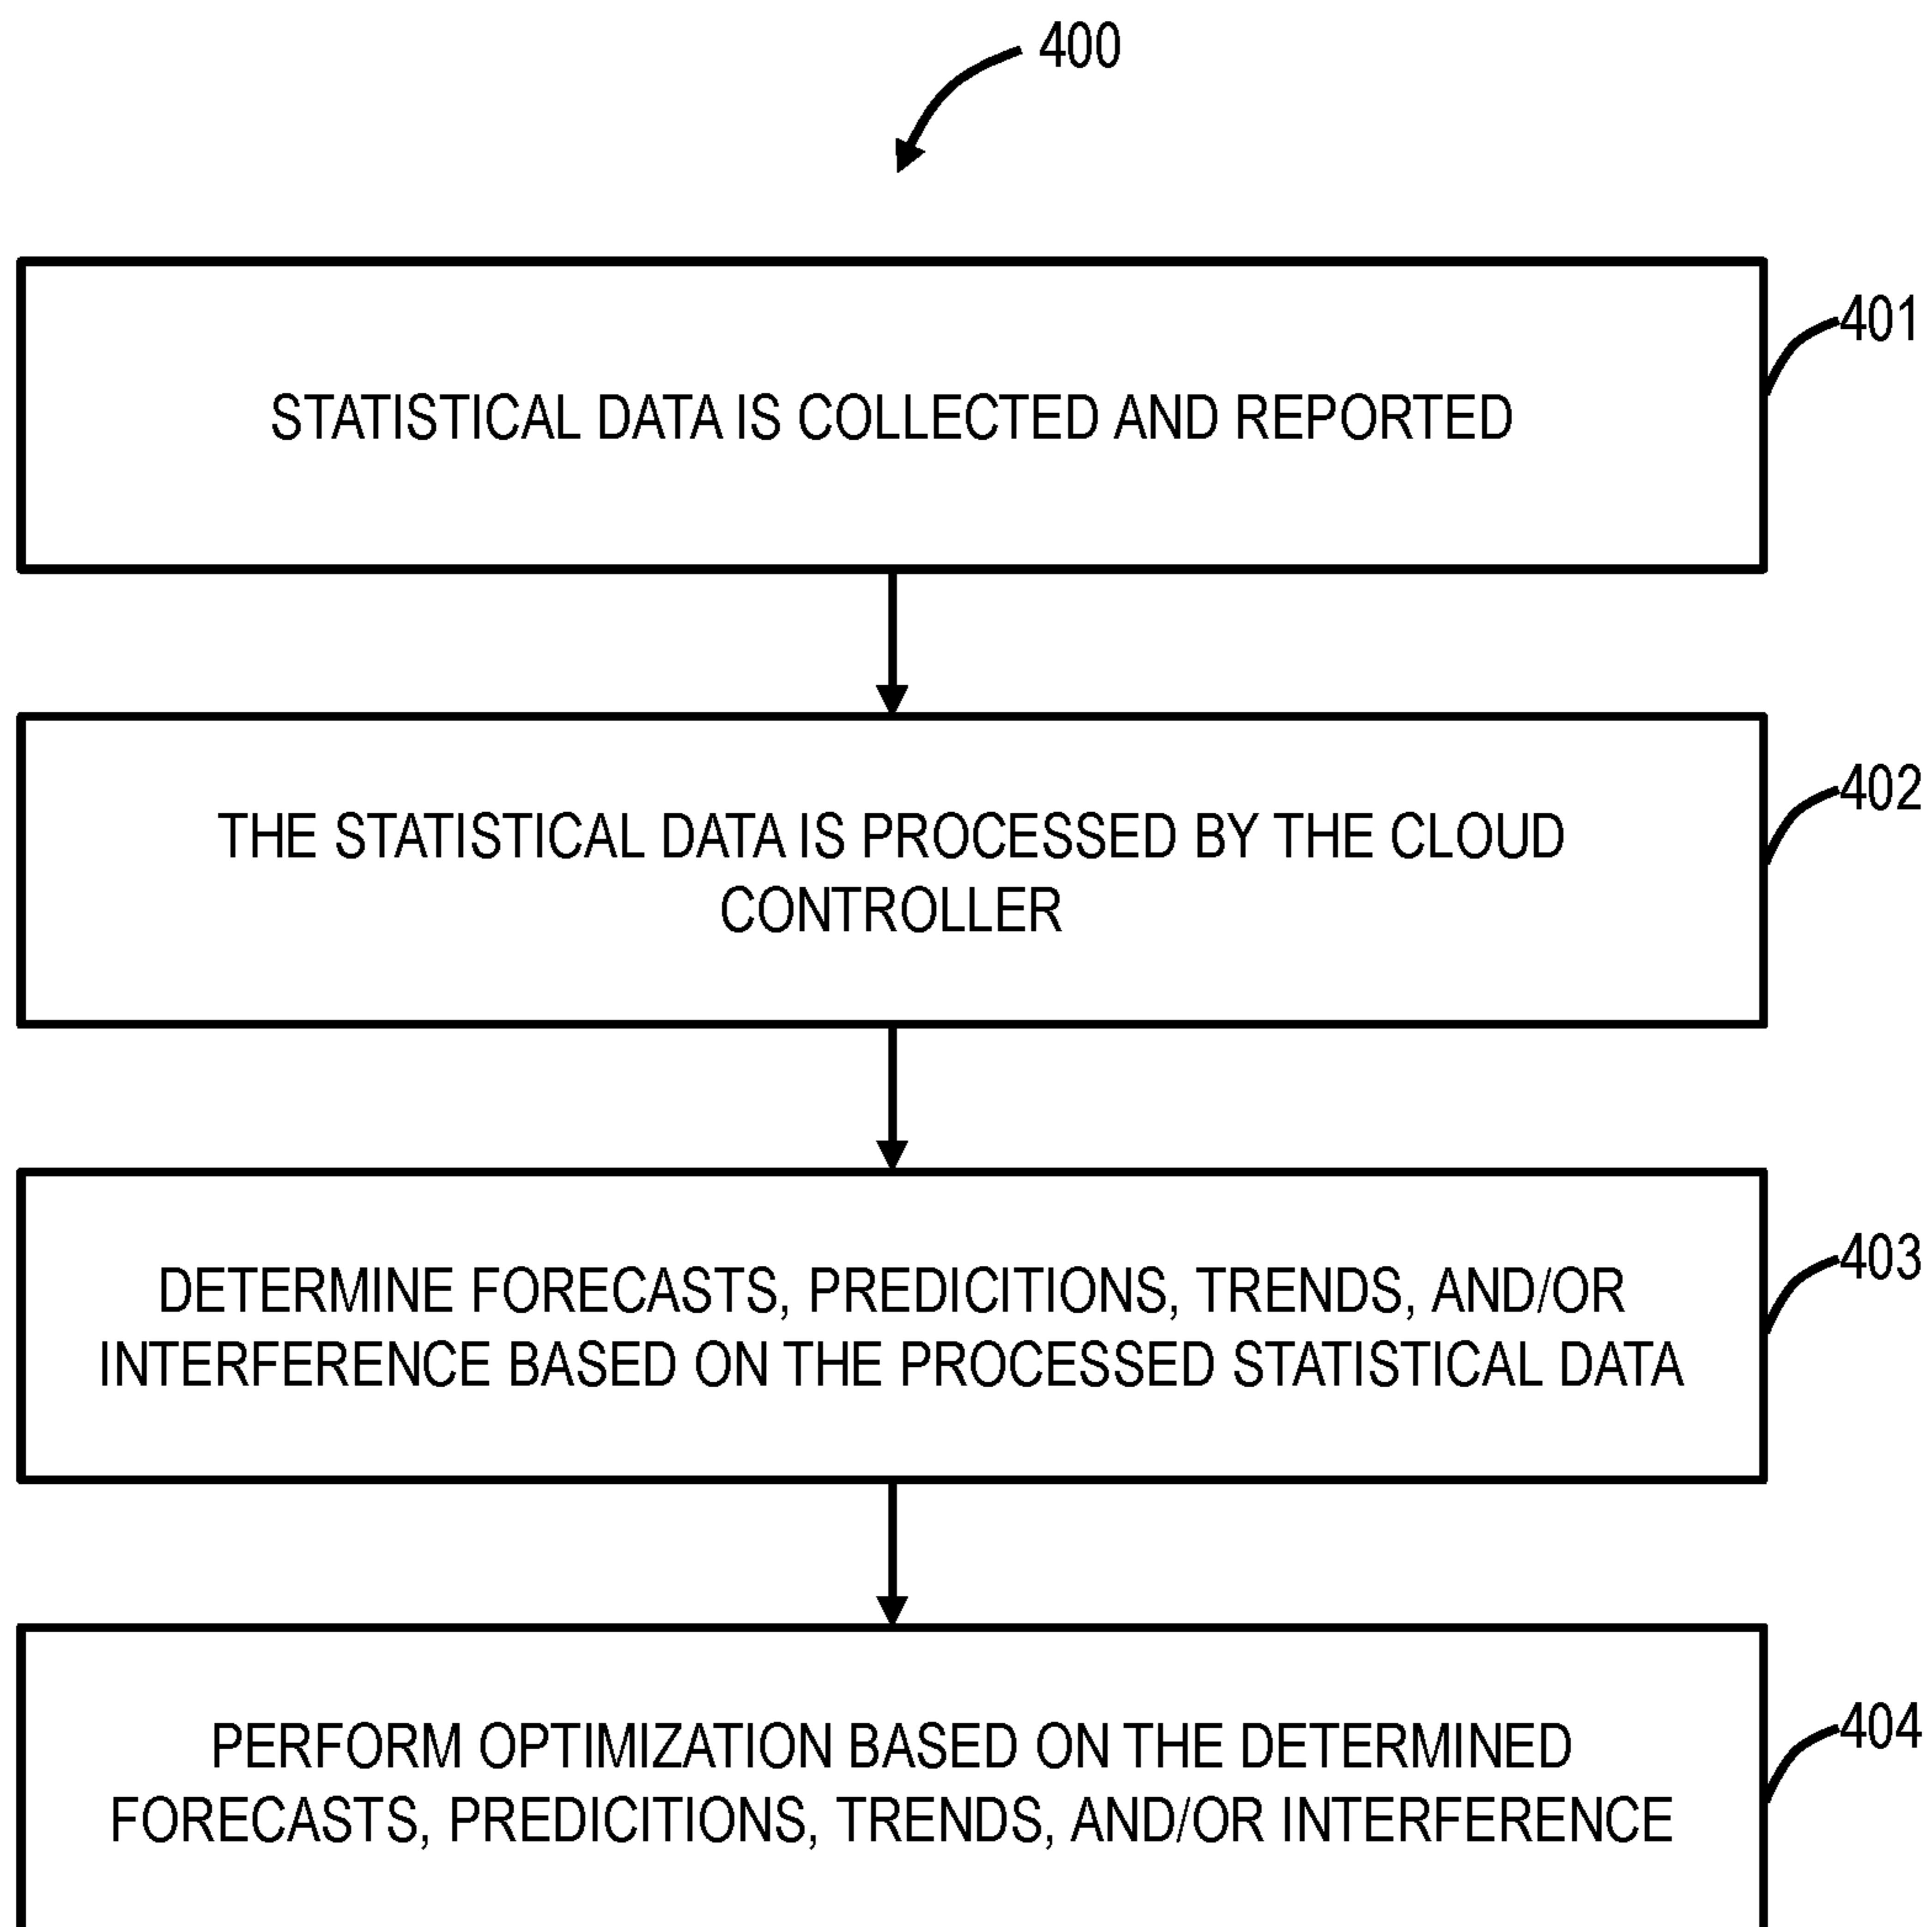 400
STATISTICAL DATA IS COLLECTED AND REPORTED
401
THE STATISTICAL DATA IS PROCESSED BY THE CLOUD
CONTROLLER
402
DETERMINE FORECASTS, PREDICITIONS, TRENDS, AND/OR
INTERFERENCE BASED ON THE PROCESSED STATISTICAL DATA
403
PERFORM OPTIMIZATION BASED ON THE DETERMINED
FORECASTS, PREDICITIONS, TRENDS, AND/OR INTERFERENCE
404